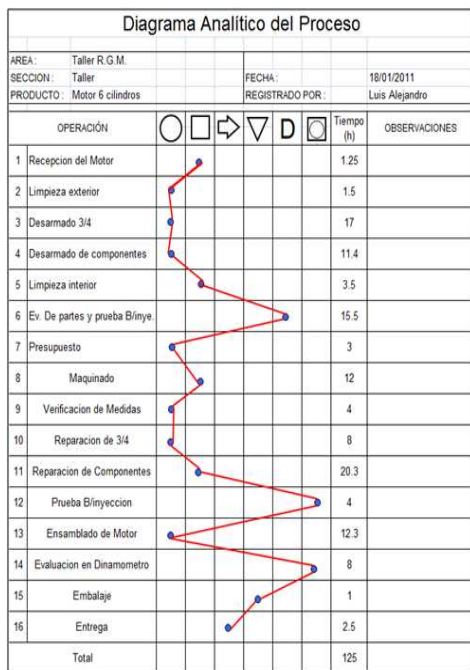 Diagrama Analítico del Proceso
AREA : Taller R.G.M.
SECCION : Taller FECHA : 18/01/2011
PRODUCTO : Motor 6 cilindros REGISTRADO POR : Luis Alejandro
OPERACIÓN D Tiempo (h) OBSERVACIONES
1 Recepcion del Motor 1.25
2 Limpieza exterior 1.5
3 Desarmado 3/4 17
4 Desarmado de componentes 11.4
5 Limpieza interior 3.5
6 Ev. De partes y prueba B/inye. 15.5
7 Presupuesto 3
8 Maquinado 12
9 Verificacion de Medidas 4
10 Reparacion de 3/4 8
11 Reparacion de Componentes 20.3
12 Prueba B/inyeccion 4
13 Ensamblado de Motor 12.3
14 Evaluacion en Dinamometro 8
15 Embalaje 1
16 Entrega 2.5
Total 125